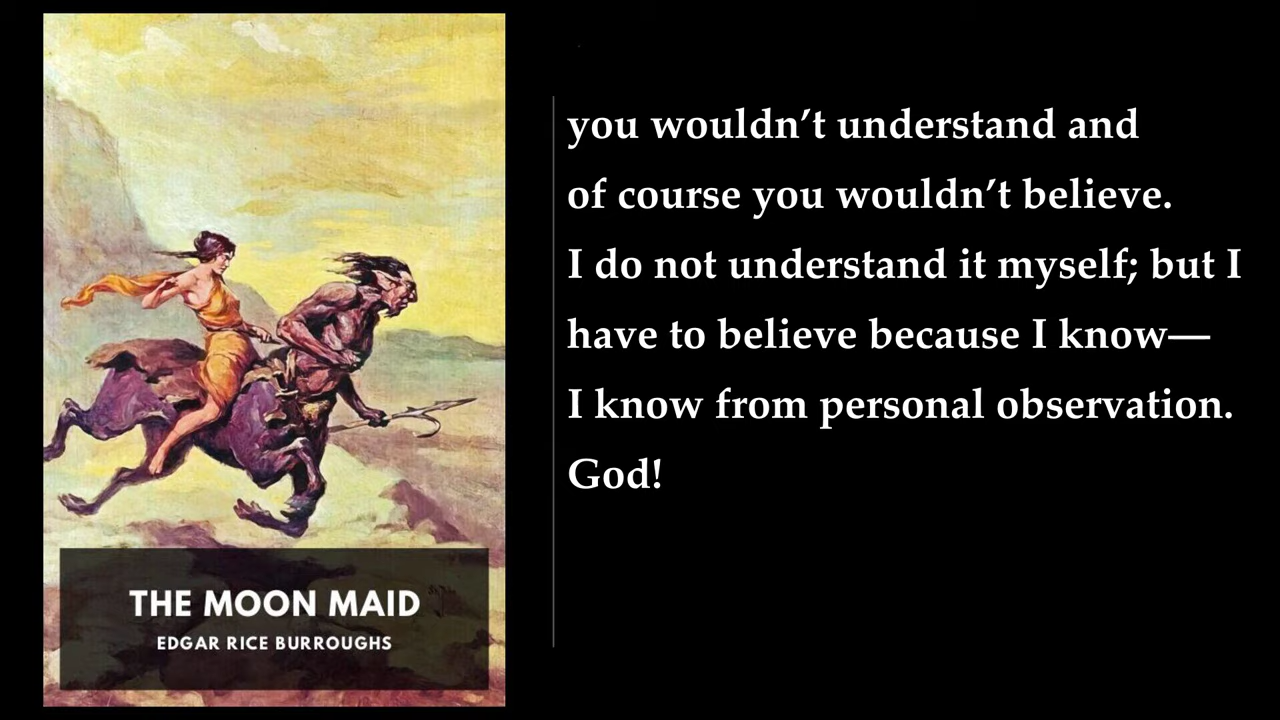 you wouldn’t understand and
of course you wouldn’t believe.
I do not understand it myself; but I
have to believe because I know—
I know from personal observation.
God!
THE MOON MAID
EDGAR RICE BURROUGHS